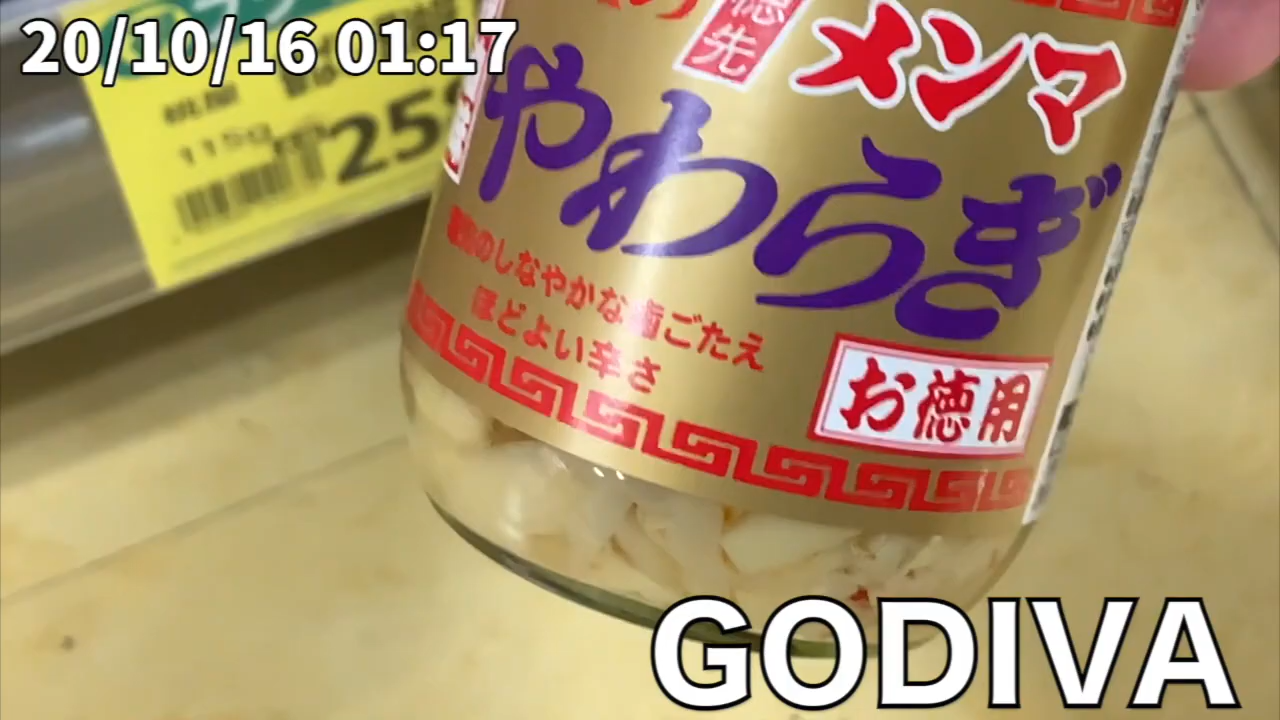 20/10/16 01:17
115g
メンマ
やわらぎ
のしなやかな歯ごたえ
ほどよい辛さ
お徳用
GODIVA